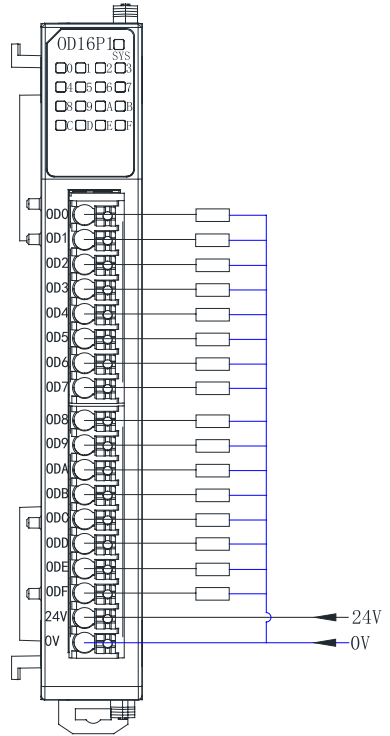 OD16P1
SYS
0 1 2 3
4 5 6 7
8 9 A B
C D E F
OD0
OD1
OD2
OD3
OD4
OD5
OD6
OD7
OD8
OD9
ODA
ODB
ODC
ODD
ODE
ODF
24V 24V
0V 0V